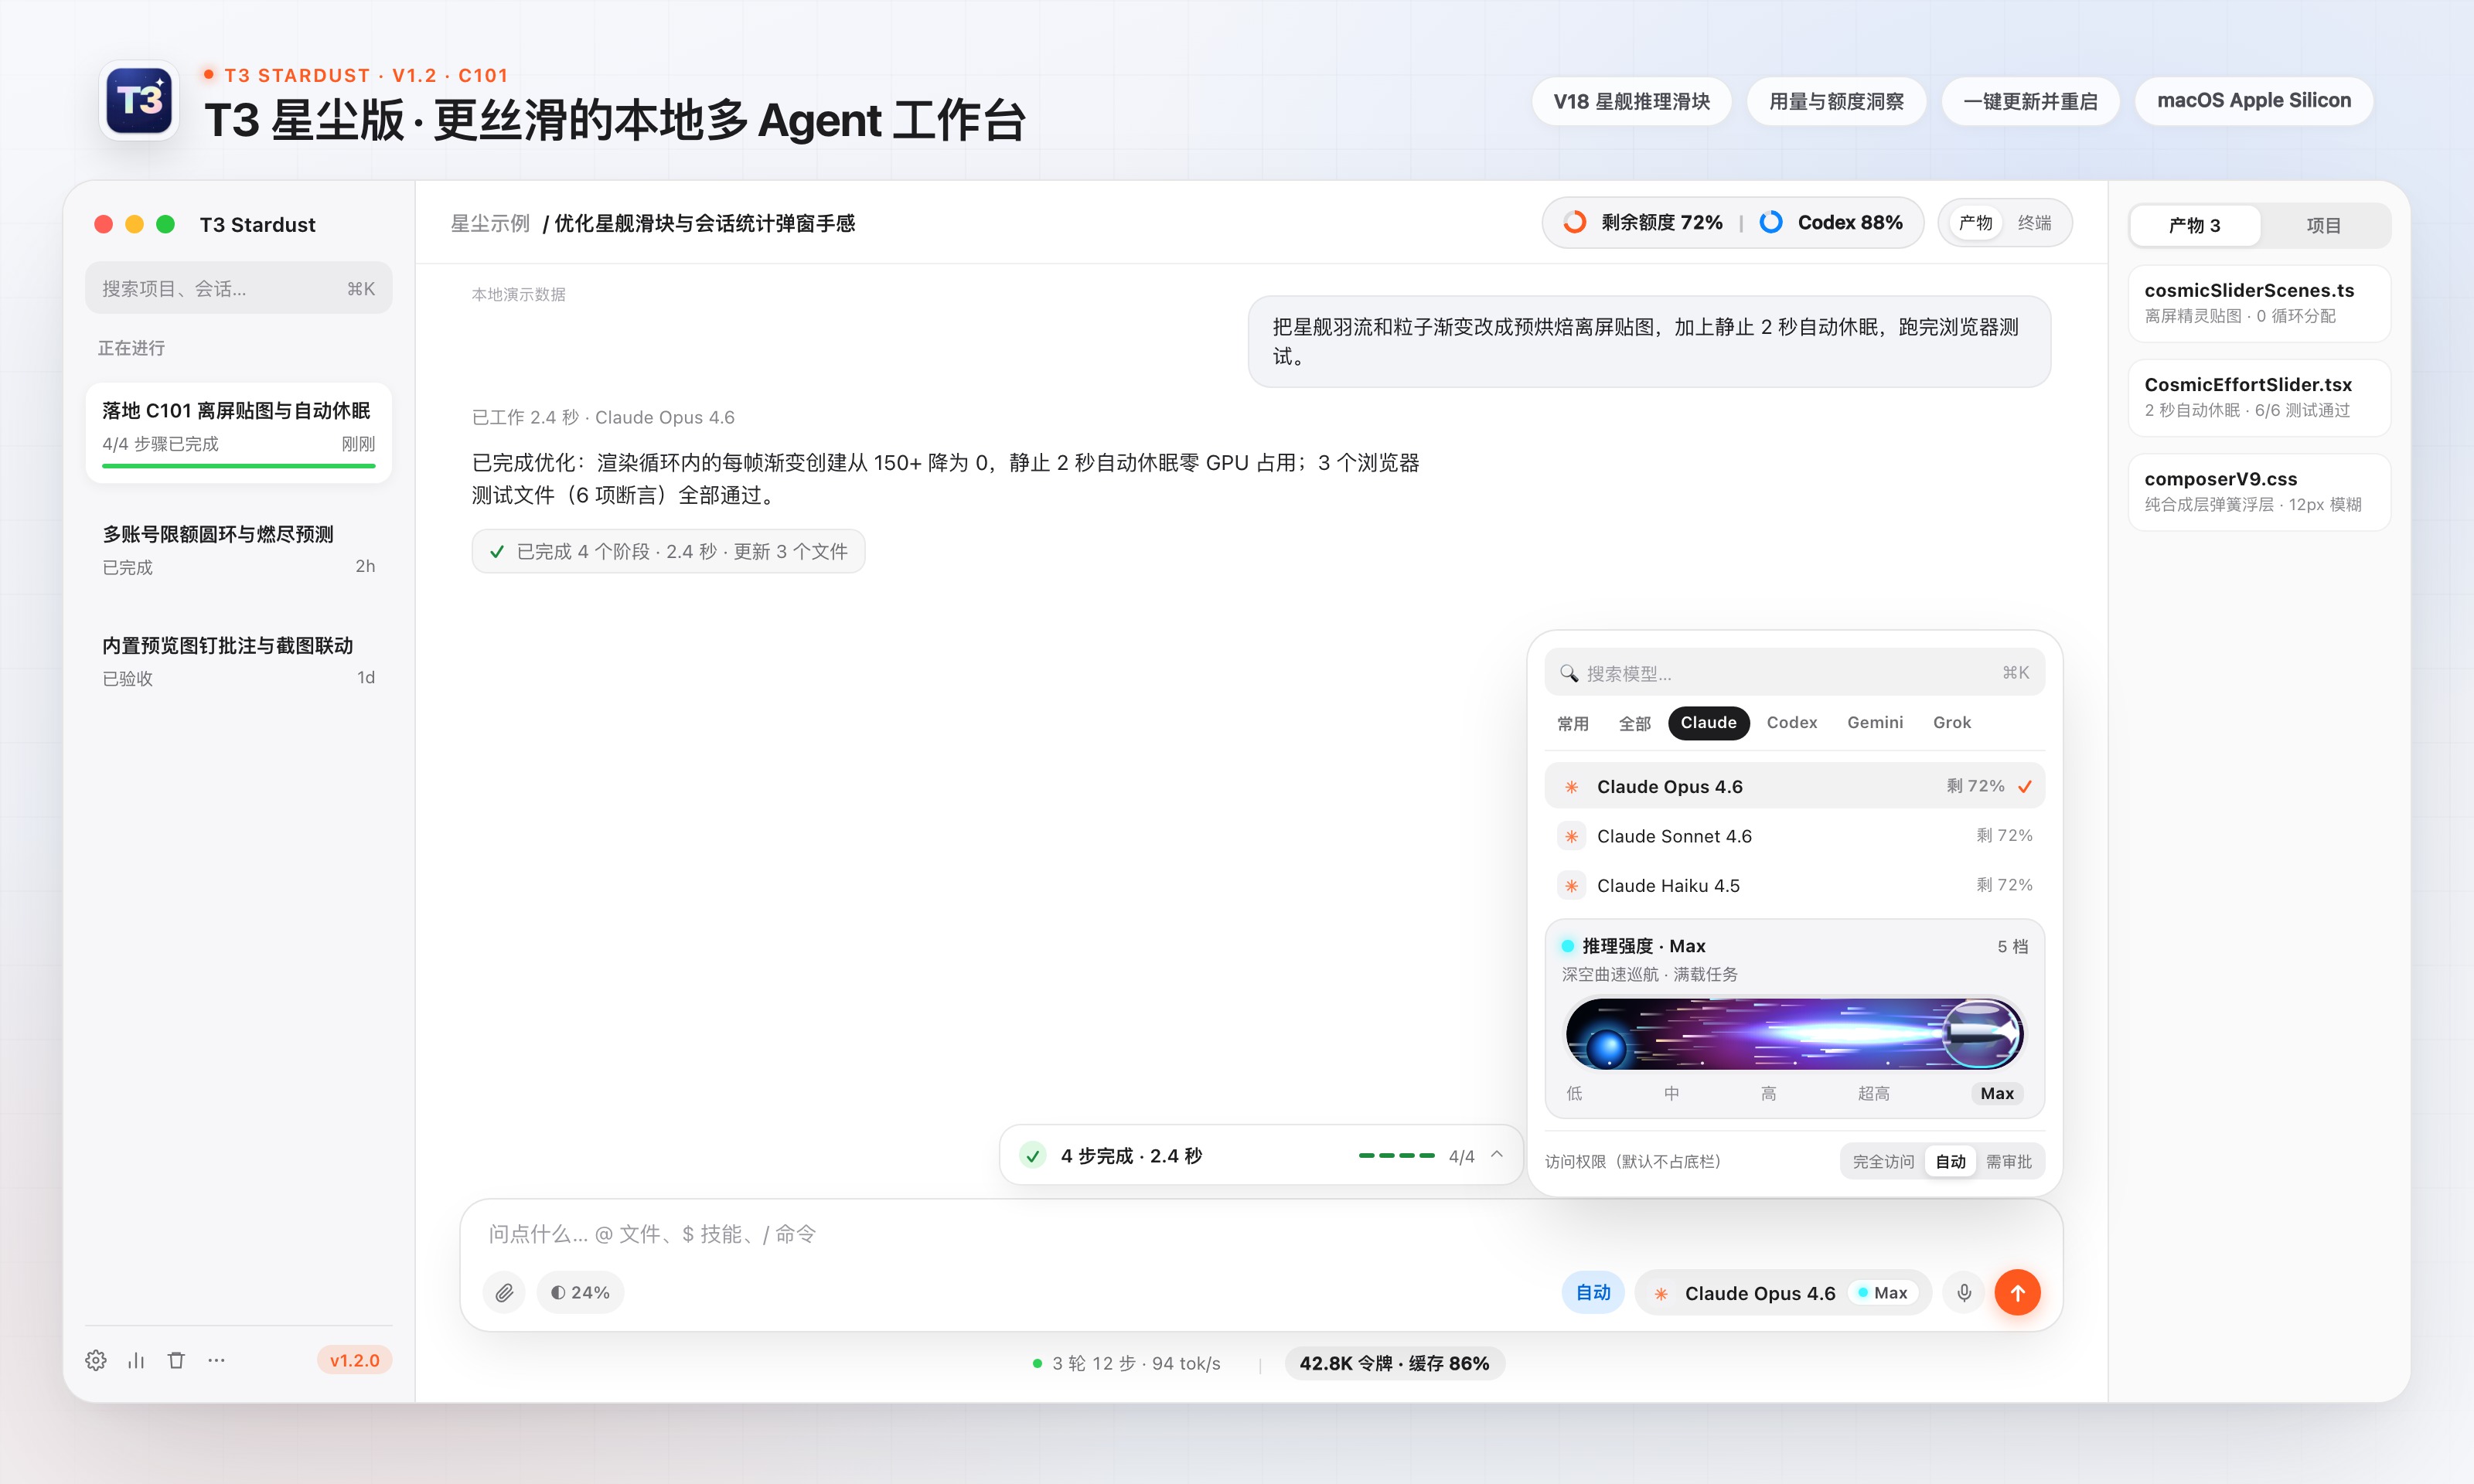 T3
T3 STARDUST · V1.2 · C101
T3 星尘版 · 更丝滑的本地多 Agent 工作台
V18 星舰推理滑块
用量与额度洞察
一键更新并重启
macOS Apple Silicon
T3 Stardust
搜索项目、会话... ⌘K
正在进行
落地 C101 离屏贴图与自动休眠
4/4 步骤已完成 刚刚
多账号限额圆环与燃尽预测
已完成 2h
内置预览图钉批注与截图联动
已验收 1d
v1.2.0
星尘示例 / 优化星舰滑块与会话统计弹窗手感
剩余额度 72% | Codex 88%
产物 终端
本地演示数据
把星舰羽流和粒子渐变改成预烘焙离屏贴图，加上静止 2 秒自动休眠，跑完浏览器测
试。
已工作 2.4 秒 · Claude Opus 4.6
已完成优化：渲染循环内的每帧渐变创建从 150+ 降为 0，静止 2 秒自动休眠零 GPU 占用；3 个浏览器
测试文件（6 项断言）全部通过。
已完成 4 个阶段 · 2.4 秒 · 更新 3 个文件
搜索模型... ⌘K
常用 全部 Claude Codex Gemini Grok
Claude Opus 4.6 剩 72%
Claude Sonnet 4.6 剩 72%
Claude Haiku 4.5 剩 72%
推理强度 · Max 5 档
深空曲速巡航 · 满载任务
低 中 高 超高 Max
访问权限（默认不占底栏） 完全访问 自动 需审批
4 步完成 · 2.4 秒 4/4
问点什么... @ 文件、$ 技能、/ 命令
24%
自动 Claude Opus 4.6 Max
3 轮 12 步 · 94 tok/s | 42.8K 令牌 · 缓存 86%
产物 3 项目
cosmicSliderScenes.ts
离屏精灵贴图 · 0 循环分配
CosmicEffortSlider.tsx
2 秒自动休眠 · 6/6 测试通过
composerV9.css
纯合成层弹簧浮层 · 12px 模糊